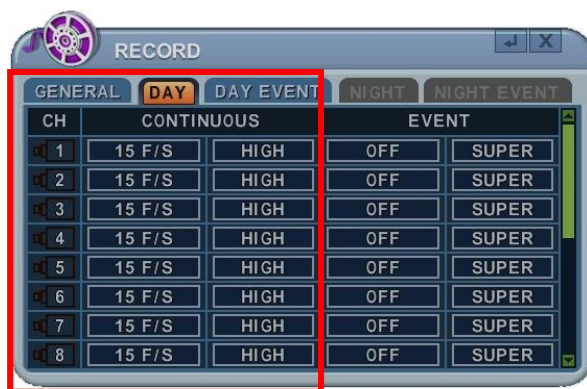 RECORD
X
GENERAL DAY DAY EVENT NIGHT NIGHT EVENT
CH CONTINUOUS EVENT
1 15 F/S HIGH OFF SUPER
2 15 F/S HIGH OFF SUPER
3 15 F/S HIGH OFF SUPER
4 15 F/S HIGH OFF SUPER
5 15 F/S HIGH OFF SUPER
6 15 F/S HIGH OFF SUPER
7 15 F/S HIGH OFF SUPER
8 15 F/S HIGH OFF SUPER